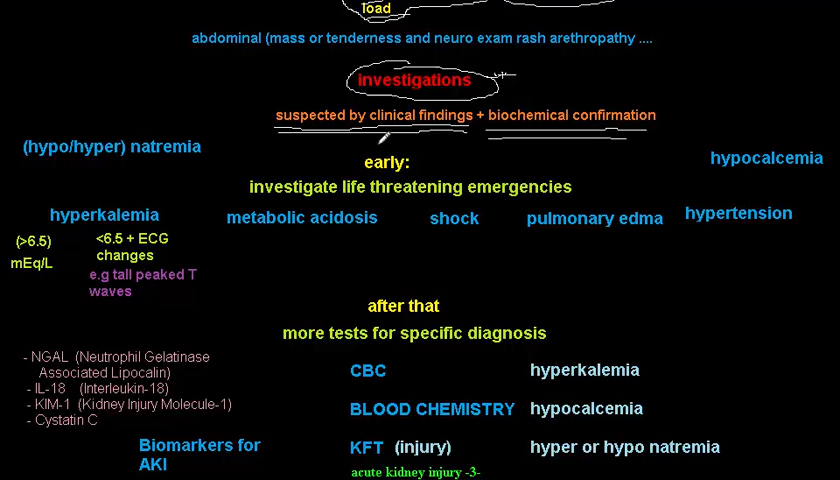 load
abdominal (mass or tenderness and neuro exam rash arethropathy ....
investigations
suspected by clinical findings + biochemical confirmation
(hypo/hyper) natremia
early:
hypocalcemia
investigate life threatening emergencies
hyperkalemia
metabolic acidosis
shock
pulmonary edma
hypertension
(>6.5)
mEq/L
<6.5 + ECG
changes
e.g tall peaked T
waves
after that
more tests for specific diagnosis
- NGAL (Neutrophil Gelatinase
Associated Lipocalin)
- IL-18 (Interleukin-18)
- KIM-1 (Kidney Injury Molecule-1)
- Cystatin C
CBC
hyperkalemia
BLOOD CHEMISTRY
hypocalcemia
Biomarkers for
AKI
KFT (injury)
hyper or hypo natremia
acute kidney injury -3-